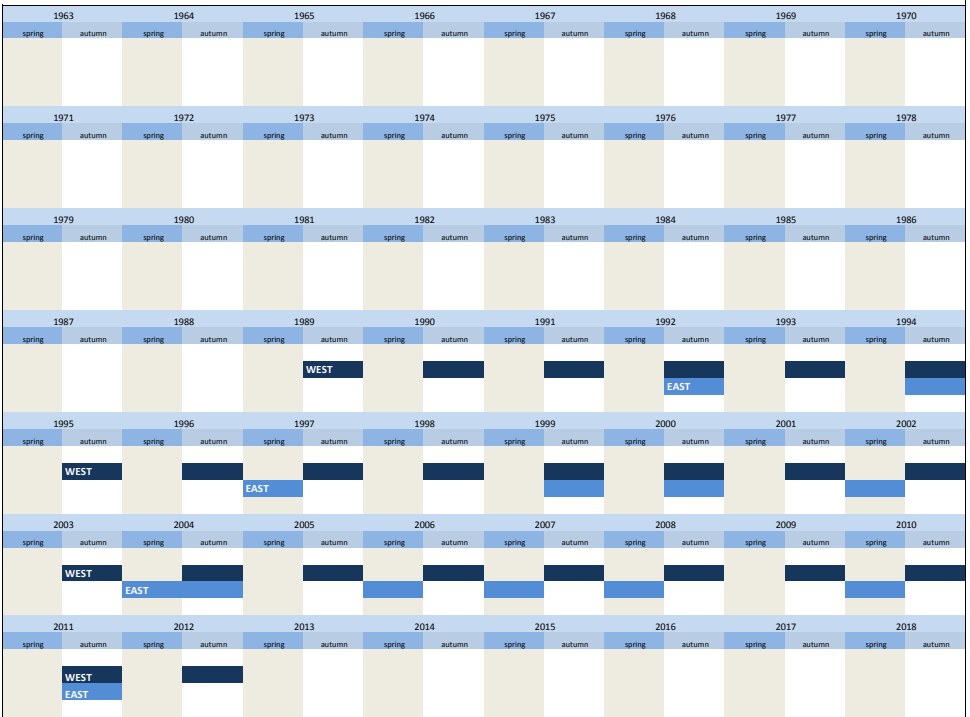 1963 1964 1965 1966 1967 1968 1969 1970
spring autumn spring autumn spring autumn spring autumn spring autumn spring autumn spring autumn spring autumn
1971 1972 1973 1974 1975 1976 1977 1978
spring autumn spring autumn spring autumn spring autumn spring autumn spring autumn spring autumn spring autumn
1979 1980 1981 1982 1983 1984 1985 1986
spring autumn spring autumn spring autumn spring autumn spring autumn spring autumn spring autumn spring autumn
1987 1988 1989 1990 1991 1992 1993 1994
spring autumn spring autumn spring autumn spring autumn spring autumn spring autumn spring autumn spring autumn
WEST
EAST
1995 1996 1997 1998 1999 2000 2001 2002
spring autumn spring autumn spring autumn spring autumn spring autumn spring autumn spring autumn spring autumn
WEST
EAST
2003 2004 2005 2006 2007 2008 2009 2010
spring autumn spring autumn spring autumn spring autumn spring autumn spring autumn spring autumn spring autumn
WEST
EAST
2011 2012 2013 2014 2015 2016 2017 2018
spring autumn spring autumn spring autumn spring autumn spring autumn spring autumn spring autumn spring autumn
WEST
EAST